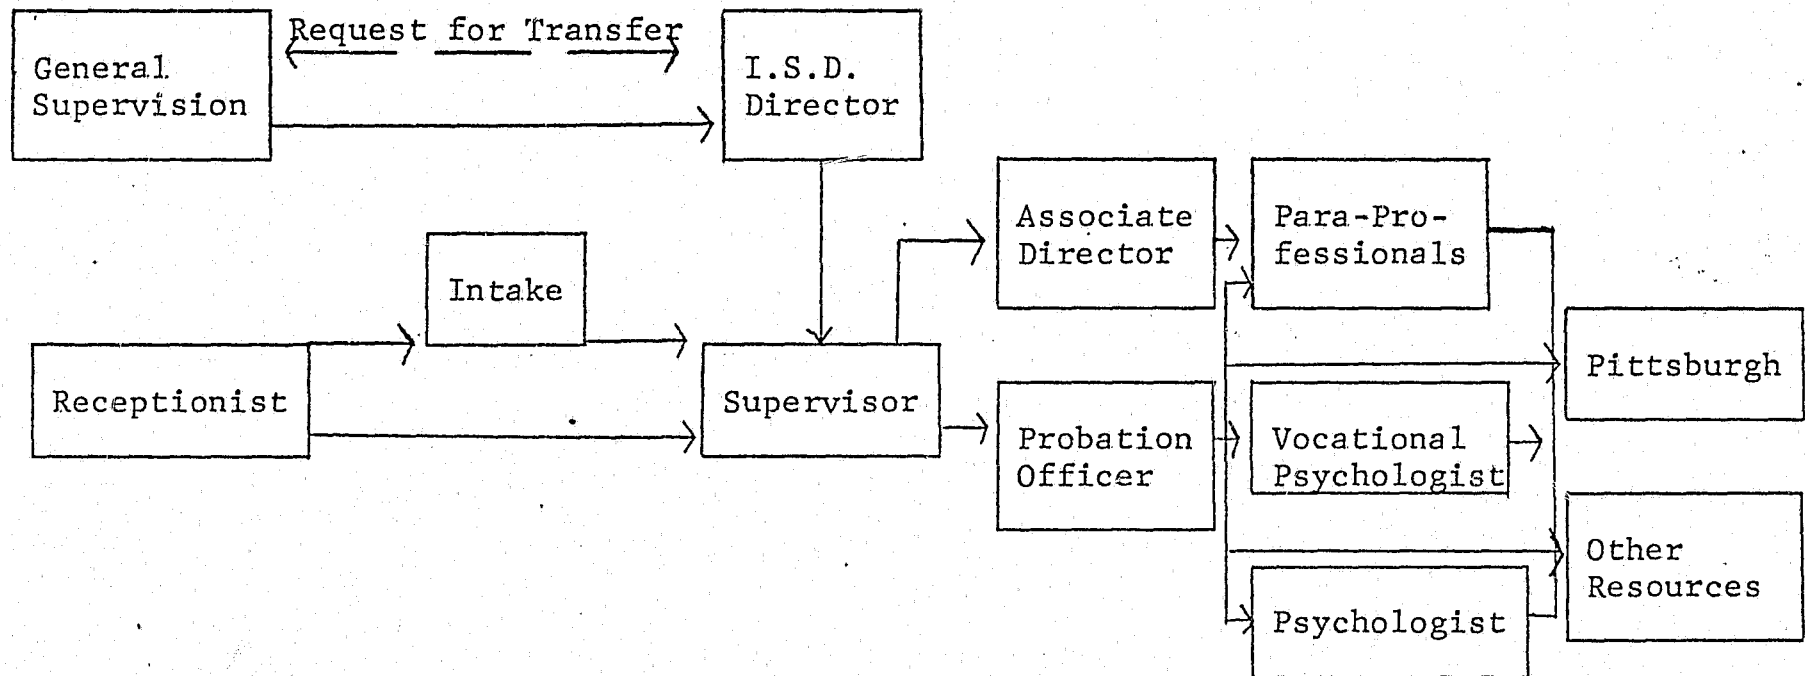 Request for Transfer
General
Supervision
I.S.D.
Director
Associate
Director
Para-Pro-
fessionals
Intake
Receptionist
Supervisor
Pittsburgh
Probation
Officer
Vocational
Psychologist
Other
Resources
Psychologist